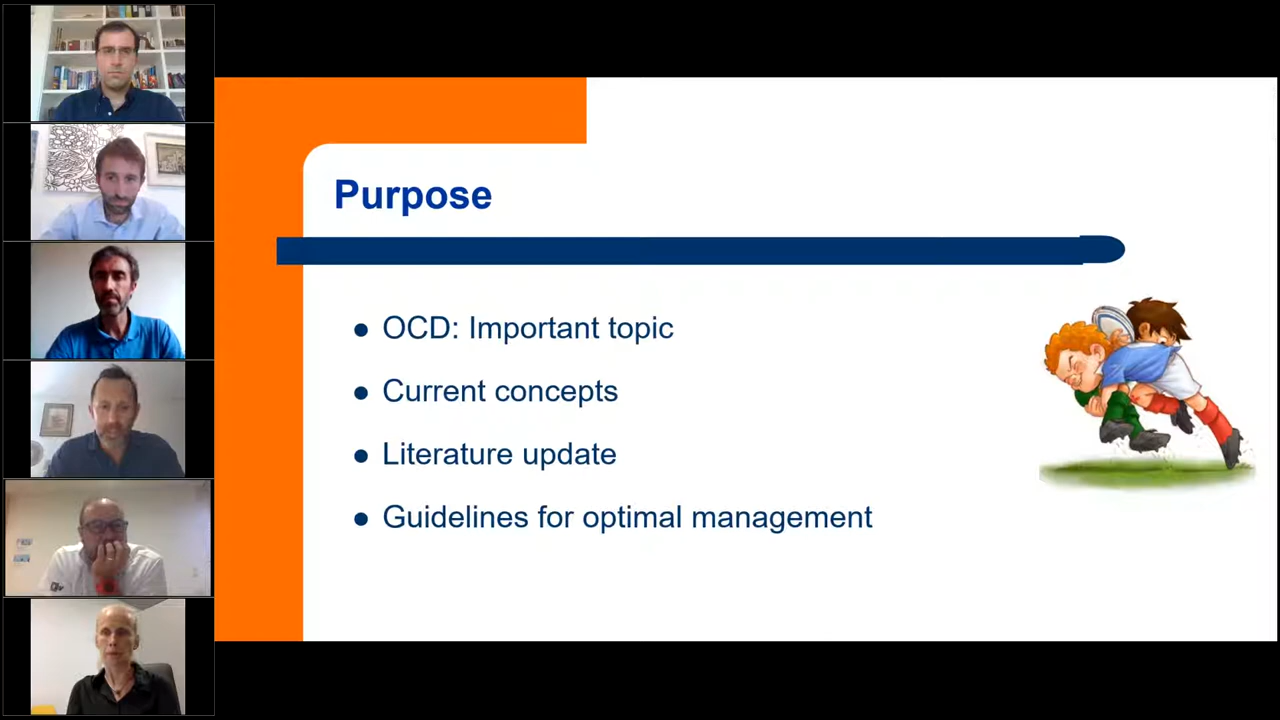 Purpose
● OCD: Important topic
● Current concepts
● Literature update
● Guidelines for optimal management